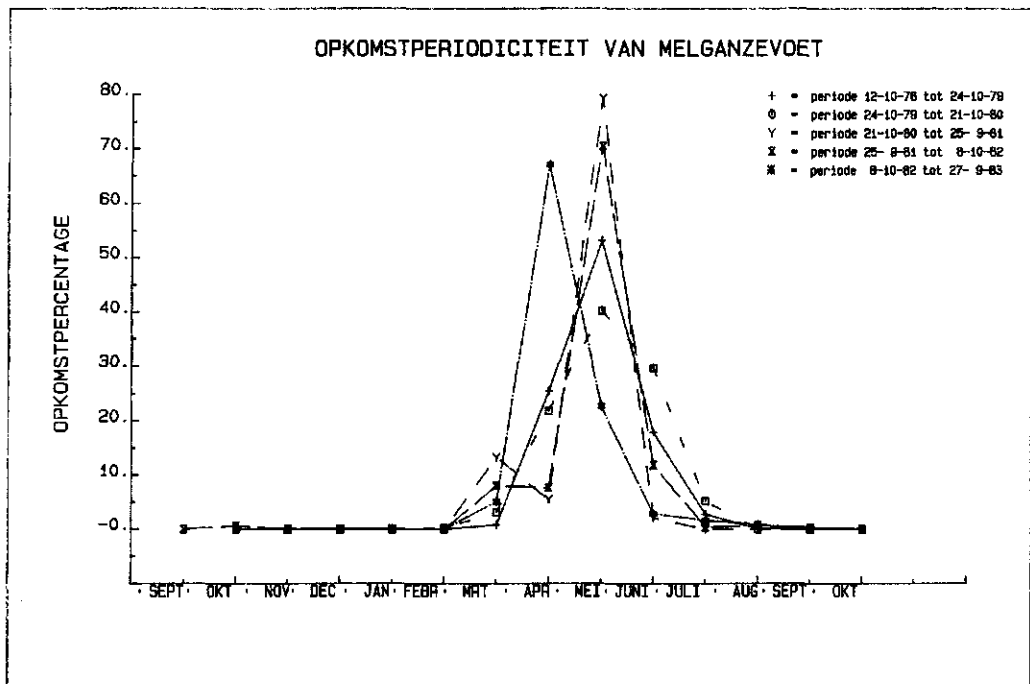 OPKOMSTPERIODICITEIT VAN MELGANZEVOET
+ = periode 12-10-78 tot 24-10-79
⊙ = periode 24-10-79 tot 21-10-80
Y = periode 21-10-80 tot 25- 9-81
X = periode 25- 9-81 tot 8-10-82
* = periode 8-10-82 tot 27- 9-83
OPKOMSTPERCENTAGE
80.
70.
60.
50.
40.
30.
20.
10.
-0.
SEPT OKT NOV DEC JAN FEBR MRT APR MEI JUNI JULI AUG SEPT OKT